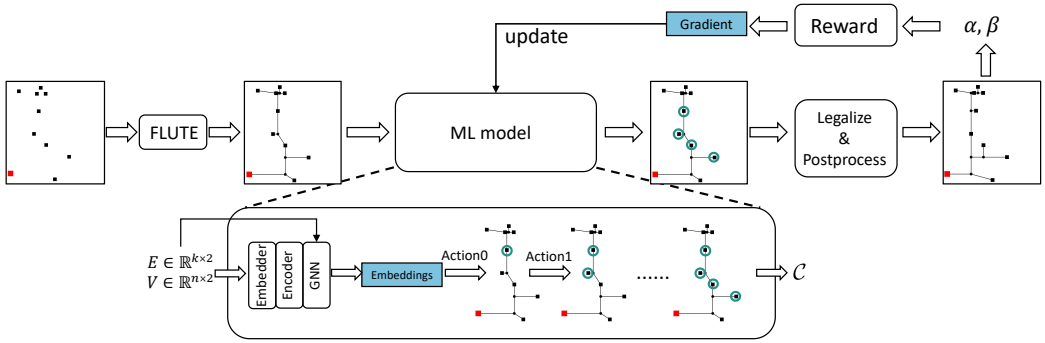 Gradient
Reward
α, β
update
FLUTE
ML model
Legalize
&
Postprocess
E ∈ ℝ^{k×2}
V ∈ ℝ^{n×2}
Embedder
Encoder
GNN
Embeddings
Action0
Action1
......
𝒞